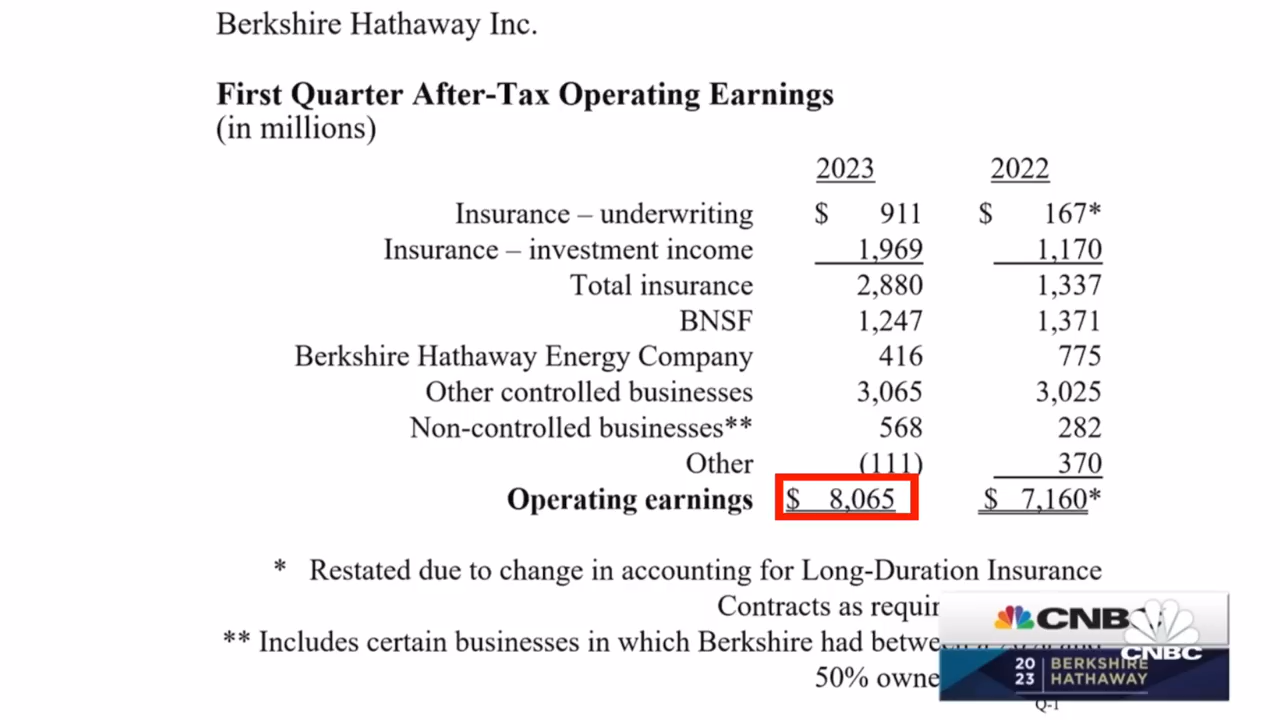 Berkshire Hathaway Inc.
First Quarter After-Tax Operating Earnings
(in millions)
2023 2022
Insurance – underwriting $ 911 $ 167*
Insurance – investment income 1,969 1,170
Total insurance 2,880 1,337
BNSF 1,247 1,371
Berkshire Hathaway Energy Company 416 775
Other controlled businesses 3,065 3,025
Non-controlled businesses** 568 282
Other (111) 370
Operating earnings $ 8,065 $ 7,160*
* Restated due to change in accounting for Long-Duration Insurance
Contracts as
** Includes certain businesses in which Berkshire had
50%
CNBC
CNBC
2023 BERKSHIRE
HATHAWAY
Q-1